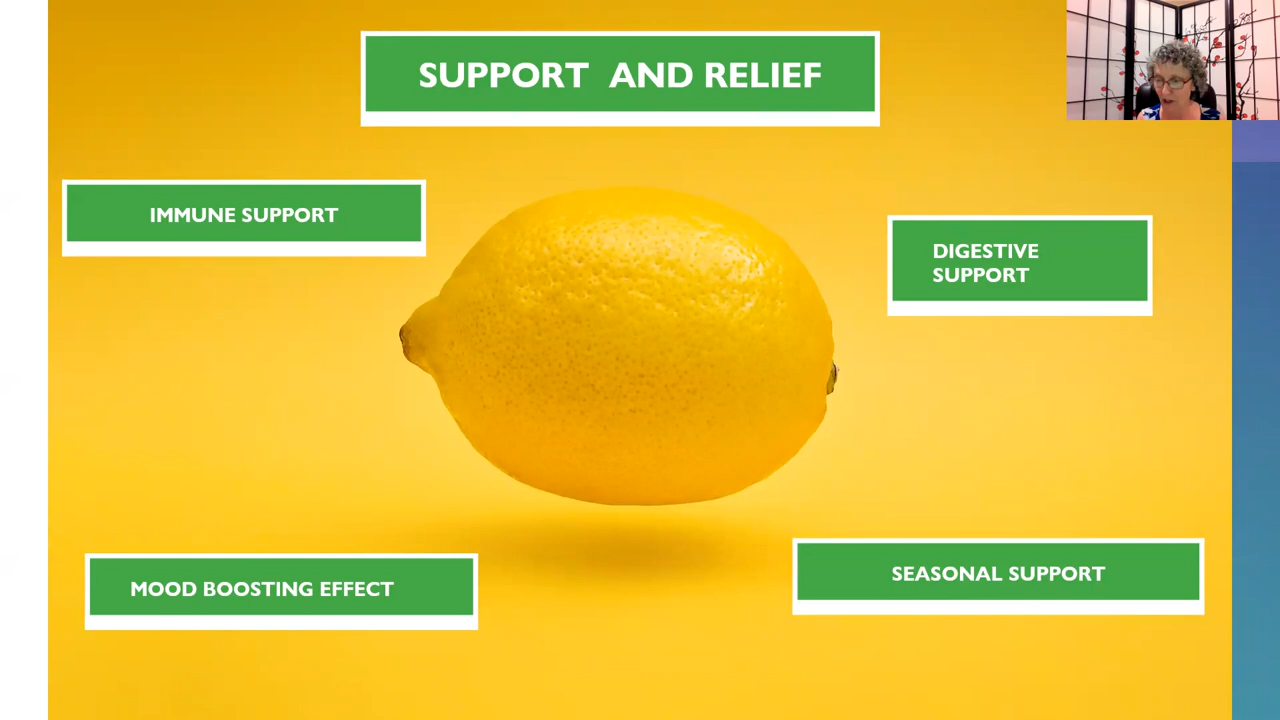 SUPPORT AND RELIEF
IMMUNE SUPPORT
DIGESTIVE
SUPPORT
MOOD BOOSTING EFFECT
SEASONAL SUPPORT